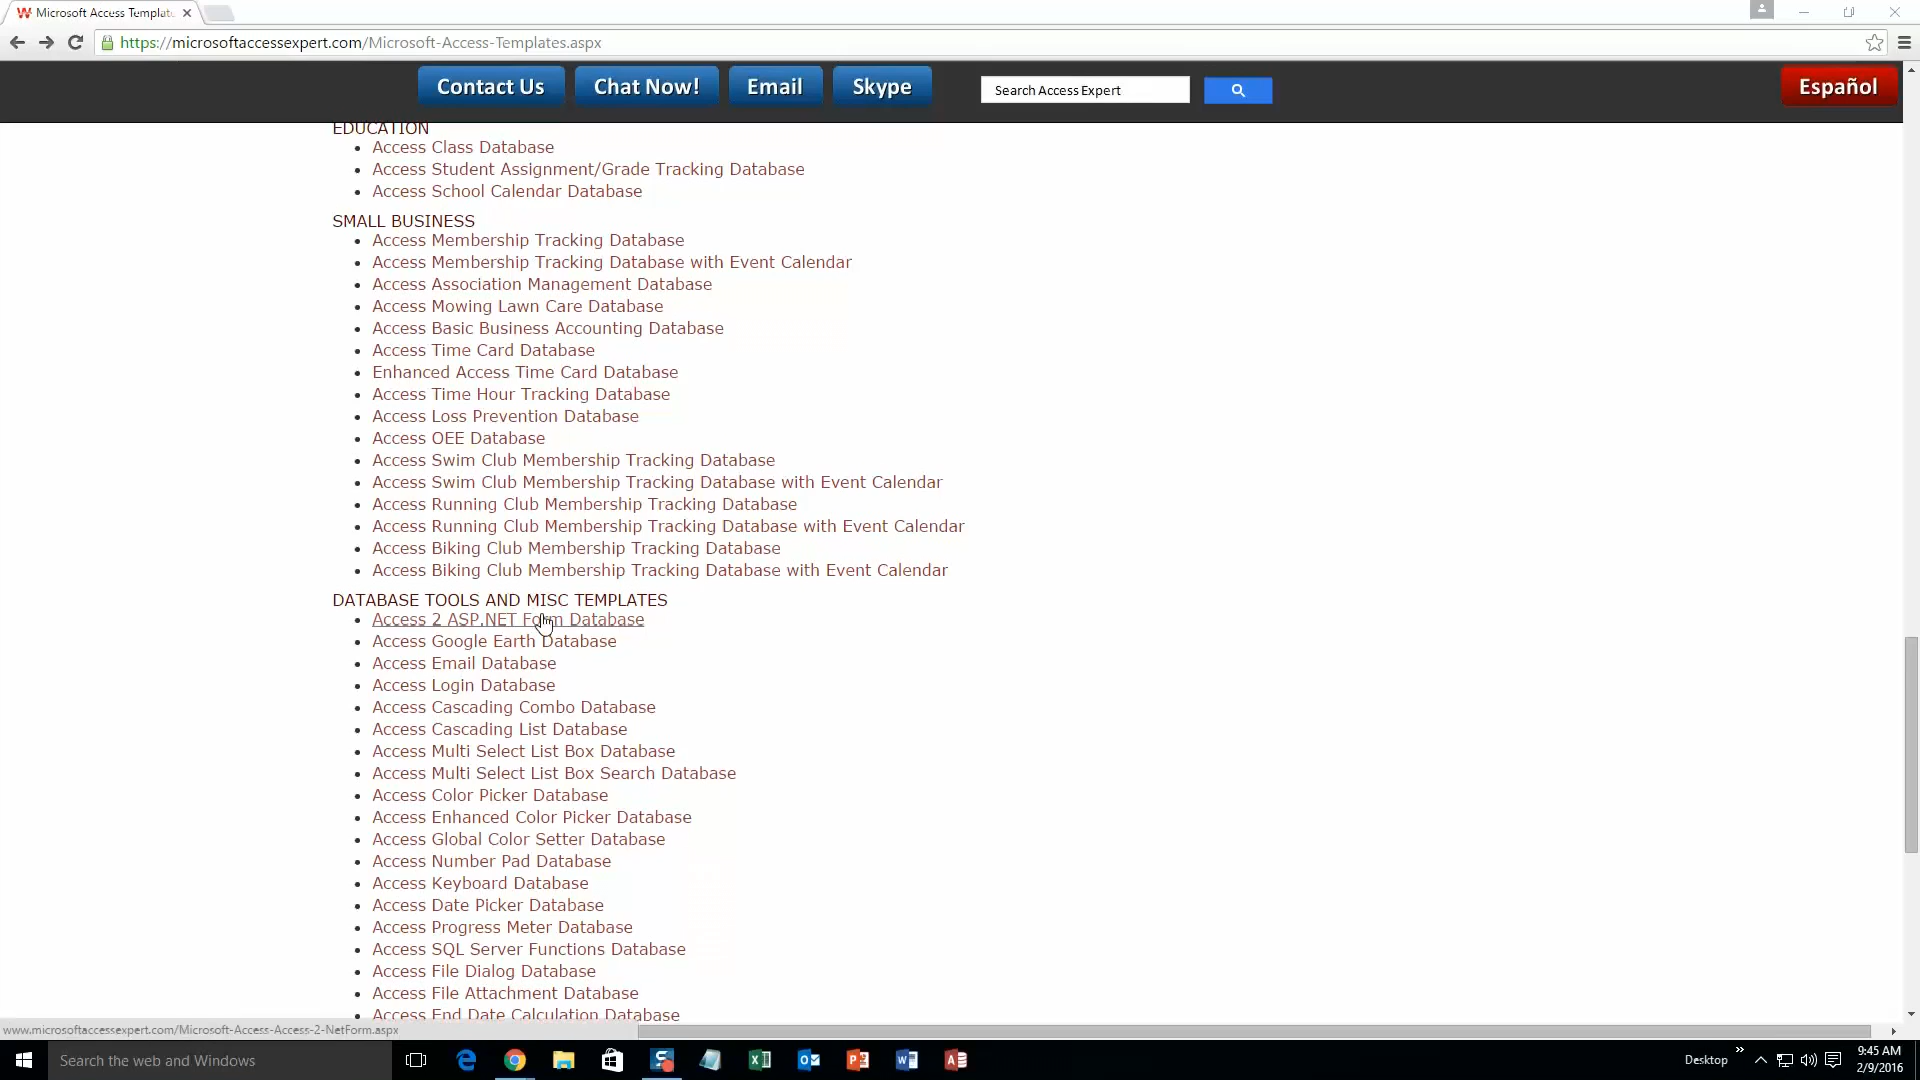 Microsoft Access Templat
https://microsoftaccessexpert.com/Microsoft-Access-Templates.aspx
Contact Us
Chat Now!
Email
Skype
Search Access Expert
Español
EDUCATION
Access Class Database
Access Student Assignment/Grade Tracking Database
Access School Calendar Database
SMALL BUSINESS
Access Membership Tracking Database
Access Membership Tracking Database with Event Calendar
Access Association Management Database
Access Mowing Lawn Care Database
Access Basic Business Accounting Database
Access Time Card Database
Enhanced Access Time Card Database
Access Time Hour Tracking Database
Access Loss Prevention Database
Access OEE Database
Access Swim Club Membership Tracking Database
Access Swim Club Membership Tracking Database with Event Calendar
Access Running Club Membership Tracking Database
Access Running Club Membership Tracking Database with Event Calendar
Access Biking Club Membership Tracking Database
Access Biking Club Membership Tracking Database with Event Calendar
DATABASE TOOLS AND MISC TEMPLATES
Access 2 ASP.NET Form Database
Access Google Earth Database
Access Email Database
Access Login Database
Access Cascading Combo Database
Access Cascading List Database
Access Multi Select List Box Database
Access Multi Select List Box Search Database
Access Color Picker Database
Access Enhanced Color Picker Database
Access Global Color Setter Database
Access Number Pad Database
Access Keyboard Database
Access Date Picker Database
Access Progress Meter Database
Access SQL Server Functions Database
Access File Dialog Database
Access File Attachment Database
Access End Date Calculation Database
www.microsoftaccessexpert.com/Microsoft-Access-Access-2-NetForm.aspx
Search the web and Windows
Desktop
9:45 AM
2/9/2016